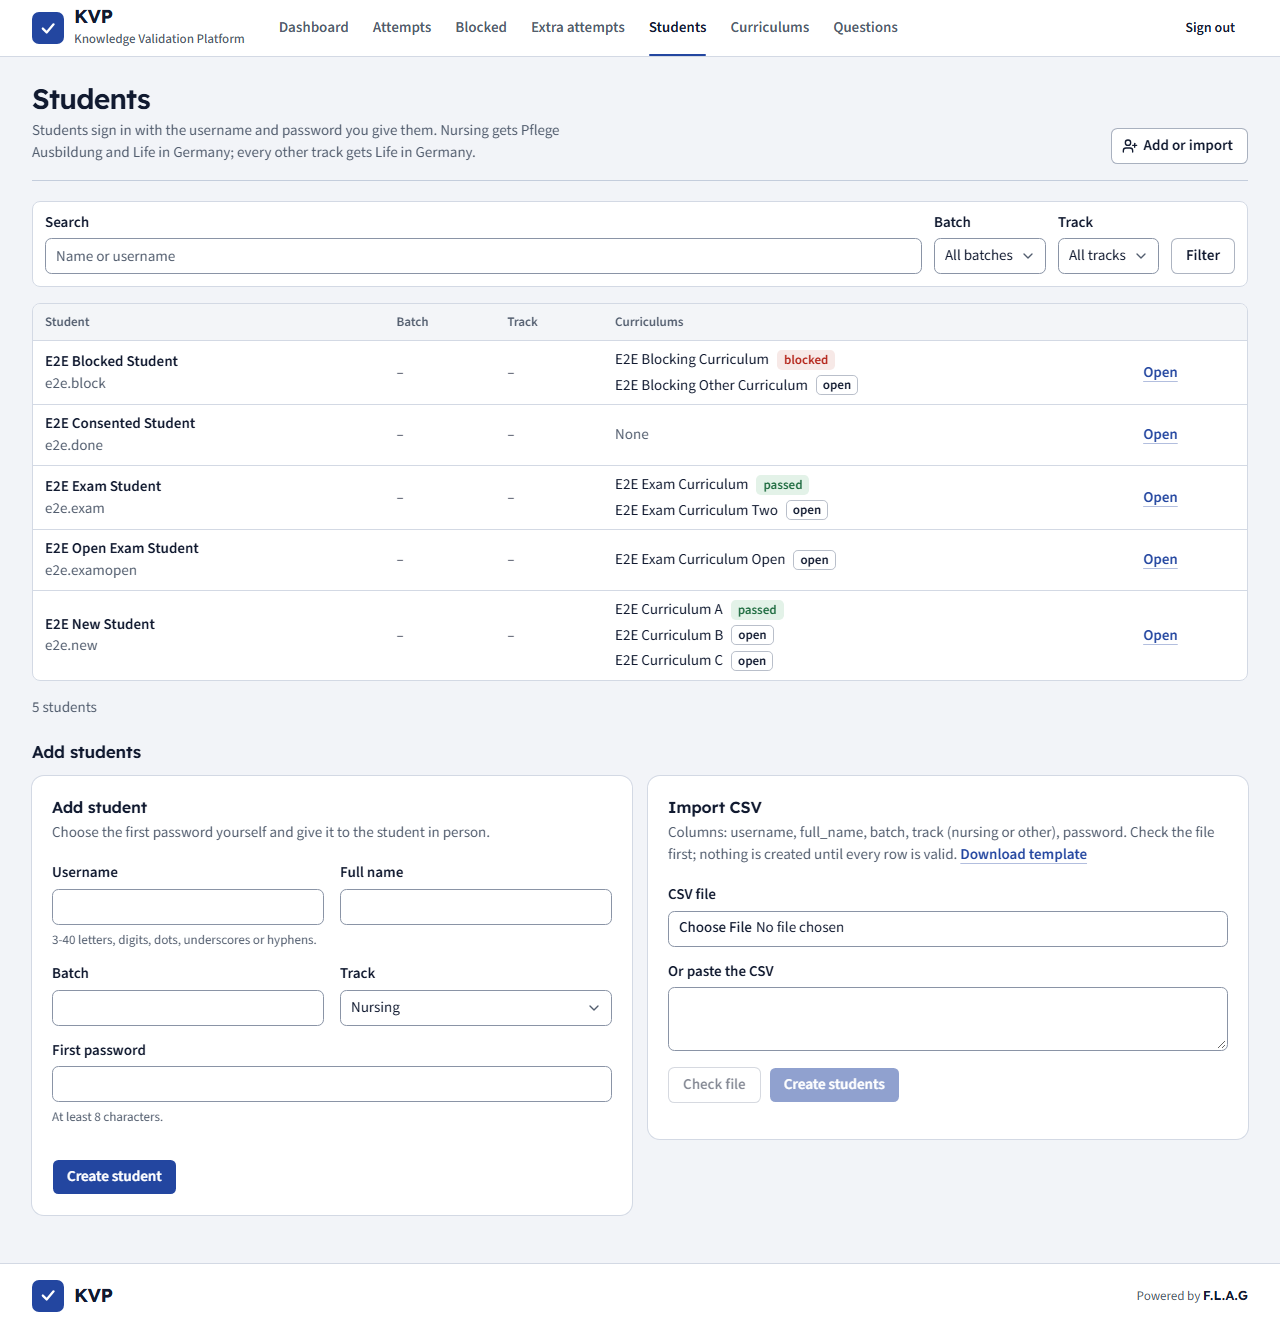 KVP
Knowledge Validation Platform
Dashboard
Attempts
Blocked
Extra attempts
Students
Curriculums
Questions
Sign out
Students
Students sign in with the username and password you give them. Nursing gets Pflege
Ausbildung and Life in Germany; every other track gets Life in Germany.
Add or import
Search
Batch
Track
Name or username
All batches
All tracks
Filter
Student
Batch
Track
Curriculums
E2E Blocked Student
e2e.block
–
–
E2E Blocking Curriculum blocked
E2E Blocking Other Curriculum open
Open
E2E Consented Student
e2e.done
–
–
None
Open
E2E Exam Student
e2e.exam
–
–
E2E Exam Curriculum passed
E2E Exam Curriculum Two open
Open
E2E Open Exam Student
e2e.examopen
–
–
E2E Exam Curriculum Open open
Open
E2E New Student
e2e.new
–
–
E2E Curriculum A passed
E2E Curriculum B open
E2E Curriculum C open
Open
5 students
Add students
Add student
Choose the first password yourself and give it to the student in person.
Username
Full name
3-40 letters, digits, dots, underscores or hyphens.
Batch
Track
Nursing
First password
At least 8 characters.
Create student
Import CSV
Columns: username, full_name, batch, track (nursing or other), password. Check the file
first; nothing is created until every row is valid. Download template
CSV file
Choose File No file chosen
Or paste the CSV
Check file
Create students
KVP
Powered by F.L.A.G